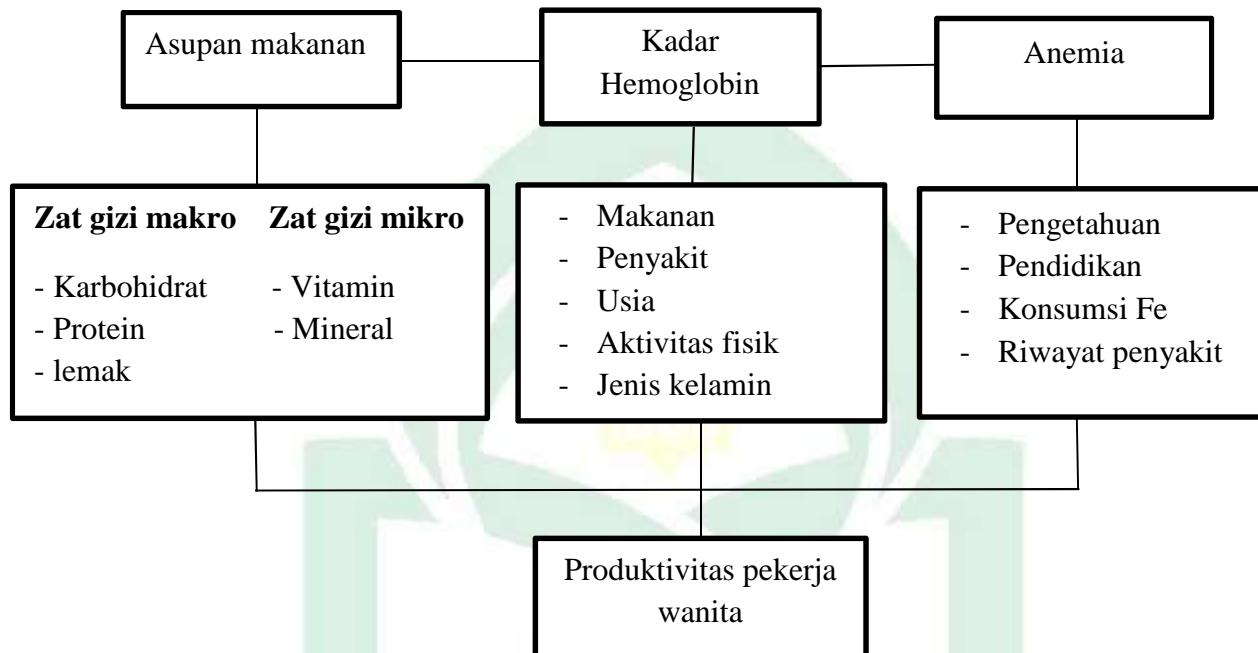 Asupan makanan
Kadar
Hemoglobin
Anemia
Zat gizi makro
- Karbohidrat
- Protein
- lemak
Zat gizi mikro
- Vitamin
- Mineral
- Makanan
- Penyakit
- Usia
- Aktivitas fisik
- Jenis kelamin
- Pengetahuan
- Pendidikan
- Konsumsi Fe
- Riwayat penyakit
Produktivitas pekerja
wanita